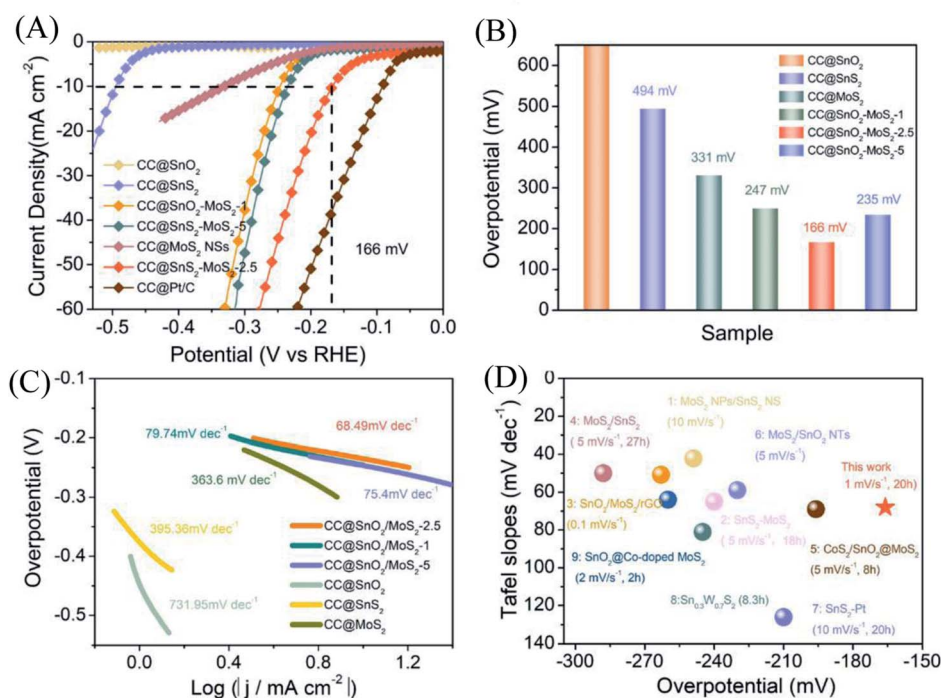 (A)
0
-10
-20
-30
-40
-50
-60
Current Density(mA cm⁻²)
CC@SnO₂
CC@SnS₂
CC@SnO₂-MoS₂-1
CC@SnS₂-MoS₂-5
CC@MoS₂ NSs
CC@SnS₂-MoS₂-2.5
CC@Pt/C
166 mV
-0.5 -0.4 -0.3 -0.2 -0.1 0.0
Potential (V vs RHE)
(B)
Overpotential (mV)
600
500
400
300
200
100
0
494 mV
331 mV
247 mV
166 mV
235 mV
CC@SnO₂
CC@SnS₂
CC@MoS₂
CC@SnO₂-MoS₂-1
CC@SnO₂-MoS₂-2.5
CC@SnO₂-MoS₂-5
Sample
(C)
Overpotential (V)
-0.1
-0.2
-0.3
-0.4
-0.5
79.74mV dec⁻¹
68.49mV dec⁻¹
363.6 mV dec⁻¹
75.4mV dec⁻¹
395.36mV dec⁻¹
731.95mV dec⁻¹
CC@SnO₂/MoS₂-2.5
CC@SnO₂/MoS₂-1
CC@SnO₂/MoS₂-5
CC@SnO₂
CC@SnS₂
CC@MoS₂
0.0 0.4 0.8 1.2
Log (|j / mA cm⁻²|)
(D)
Tafel slopes (mV dec⁻¹)
0
20
40
60
80
100
120
140
1: MoS₂ NPs/SnS₂ NS
(10 mV/s⁻¹)
4: MoS₂/SnS₂
( 5 mV/s⁻¹, 27h)
6: MoS₂/SnO₂ NTs
(5 mV/s⁻¹)
This work
1 mV/s⁻¹, 20h)
3: SnO₂/MoS₂/rGO
(0.1 mV/s⁻¹)
2: SnS₂-MoS₂
( 5 mV/s⁻¹, 18h)
9: SnO₂@Co-doped MoS₂
(2 mV/s⁻¹, 2h)
5: CoS₂/SnO₂@MoS₂
(5 mV/s⁻¹, 8h)
8:Sn₀.₃W₀.₇S₂ (8.3h)
7: SnS₂-Pt
(10 mV/s⁻¹, 20h)
-300 -270 -240 -210 -180 -150
Overpotential (mV)